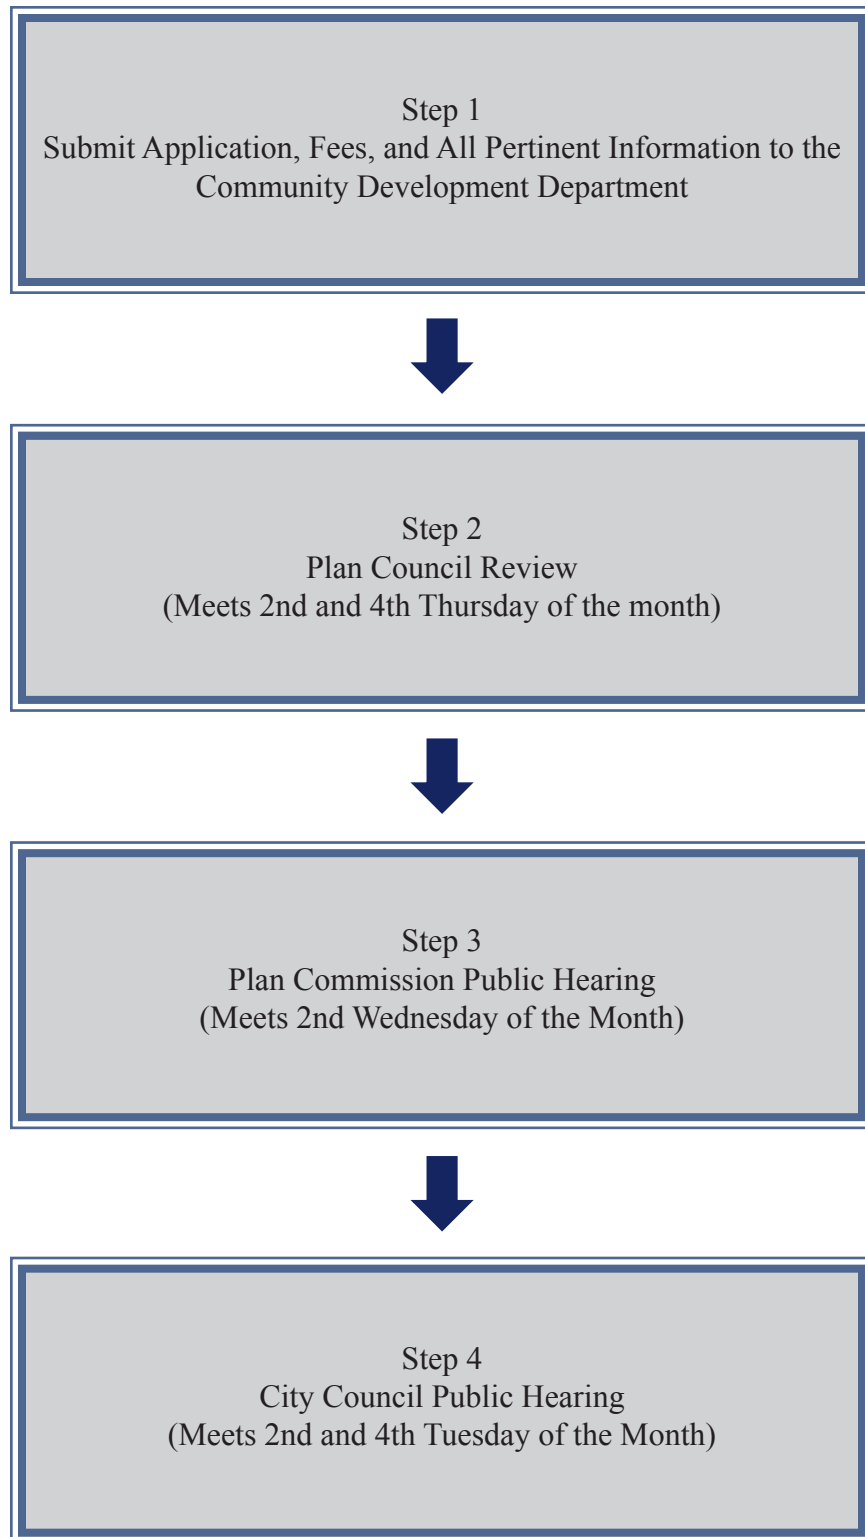 Step 1
Submit Application, Fees, and All Pertinent Information to the
Community Development Department
Step 2
Plan Council Review
(Meets 2nd and 4th Thursday of the month)
Step 3
Plan Commission Public Hearing
(Meets 2nd Wednesday of the Month)
Step 4
City Council Public Hearing
(Meets 2nd and 4th Tuesday of the Month)